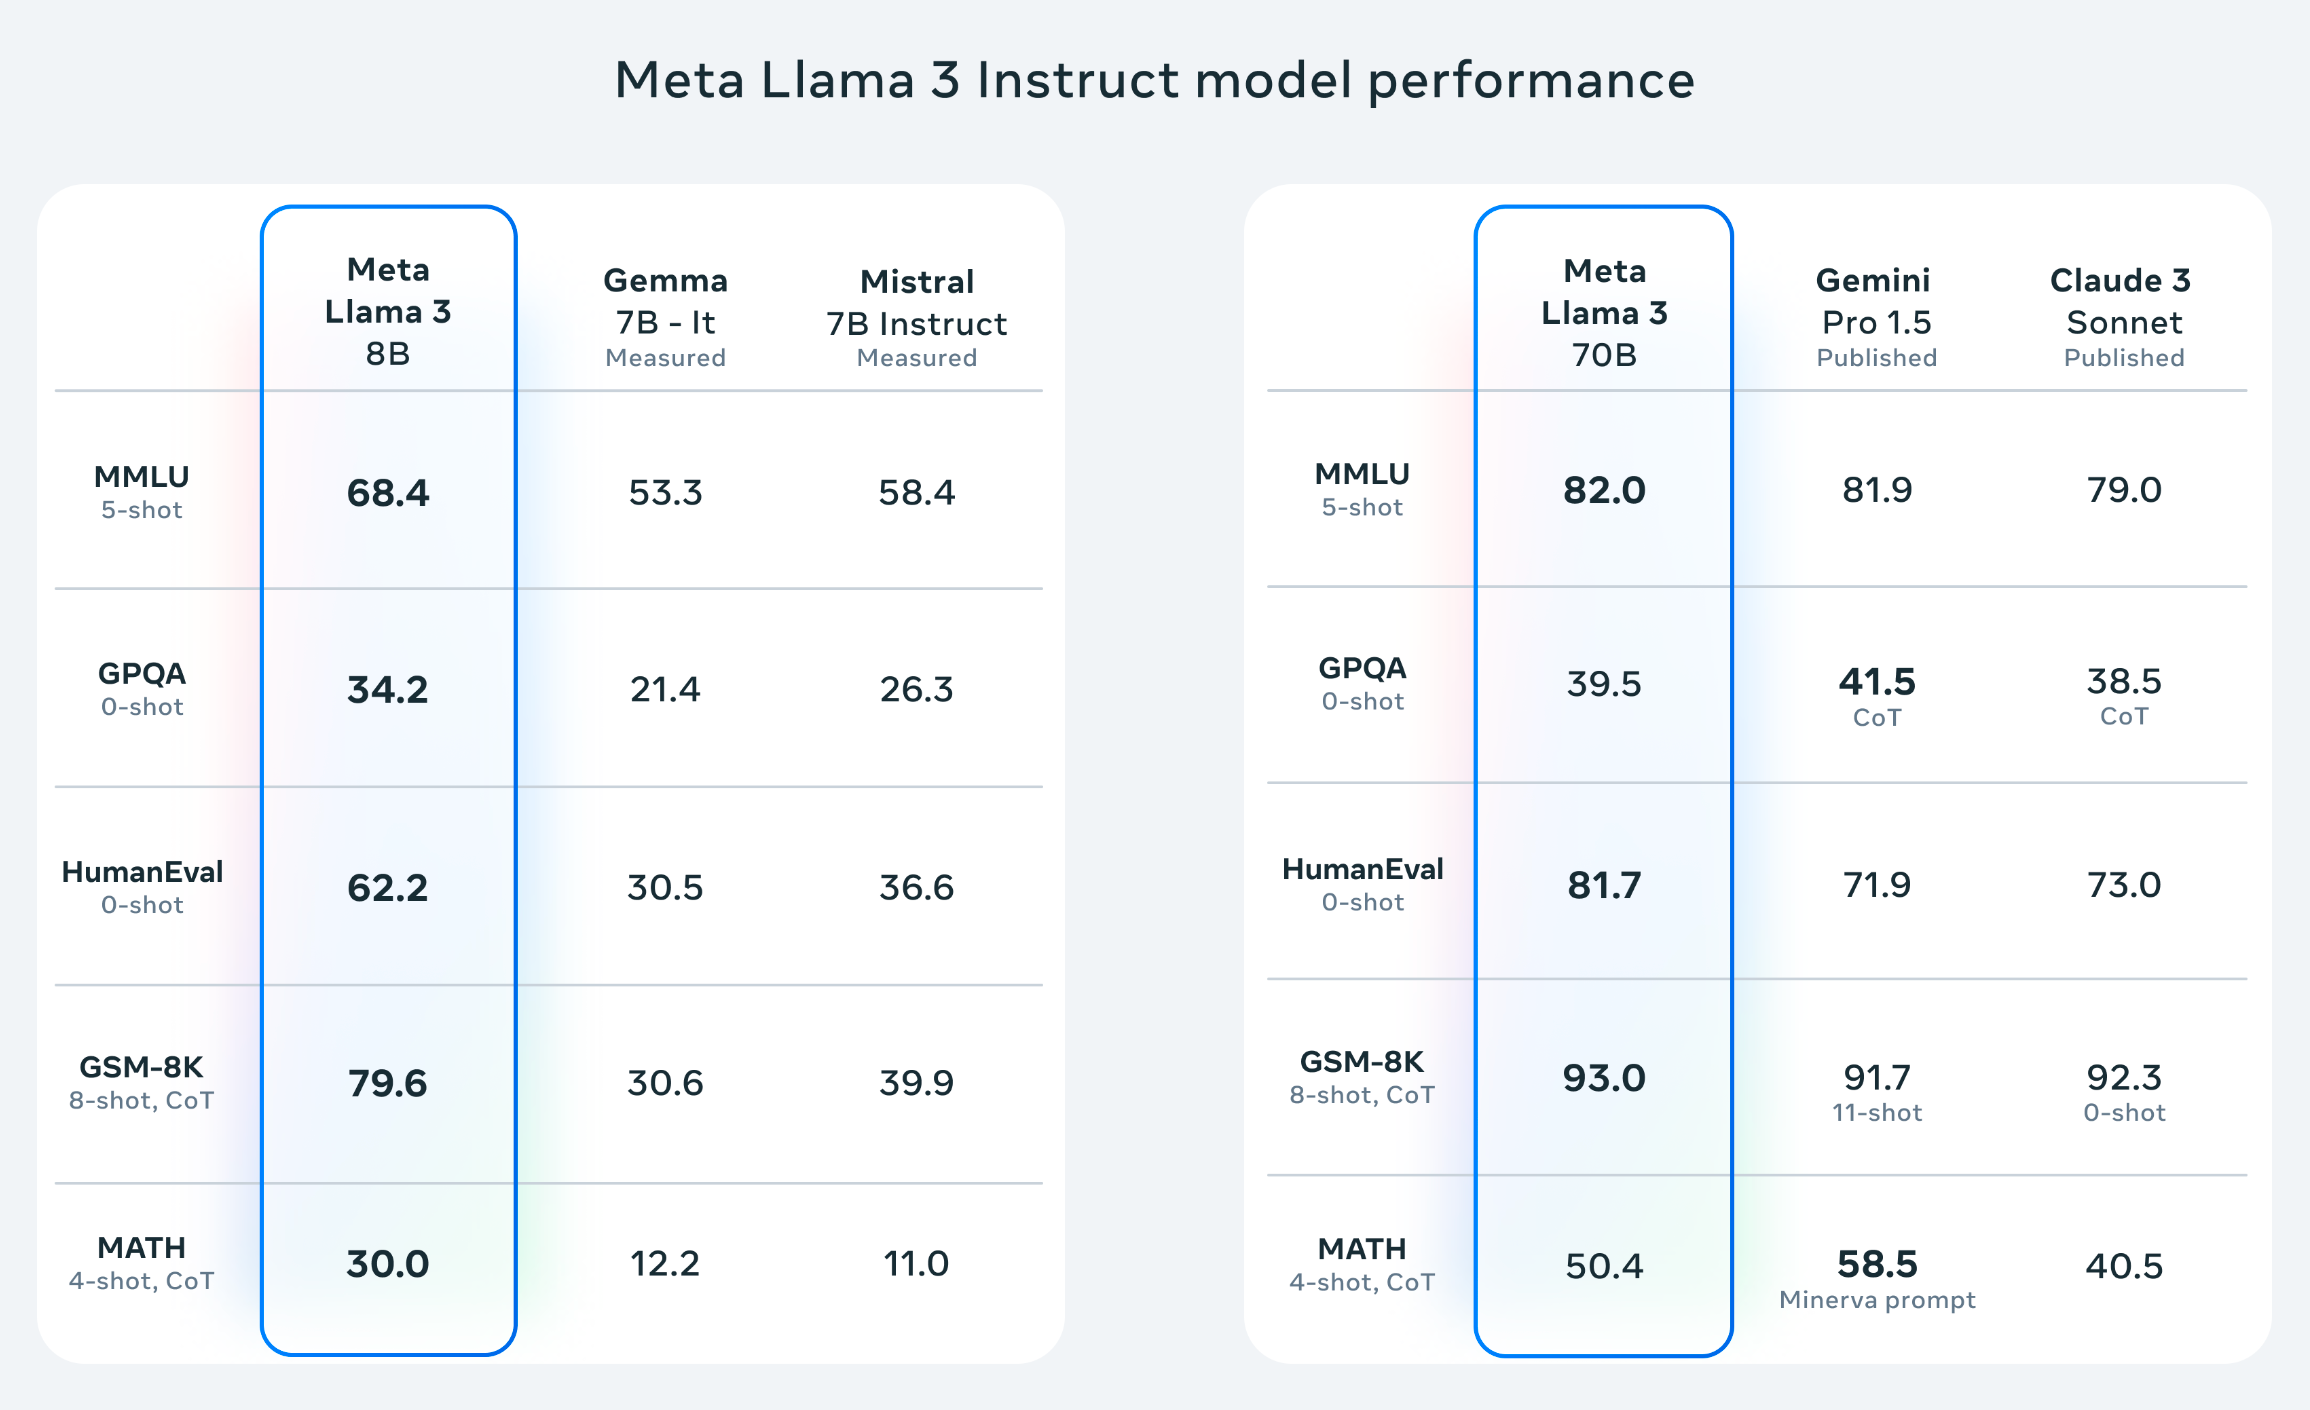 Meta Llama 3 Instruct model performance
Meta
Llama 3
8B
Gemma
7B - It
Measured
Mistral
7B Instruct
Measured
MMLU
5-shot
68.4
53.3
58.4
GPQA
0-shot
34.2
21.4
26.3
HumanEval
0-shot
62.2
30.5
36.6
GSM-8K
8-shot, CoT
79.6
30.6
39.9
MATH
4-shot, CoT
30.0
12.2
11.0
Meta
Llama 3
70B
Gemini
Pro 1.5
Published
Claude 3
Sonnet
Published
MMLU
5-shot
82.0
81.9
79.0
GPQA
0-shot
39.5
41.5
CoT
38.5
CoT
HumanEval
0-shot
81.7
71.9
73.0
GSM-8K
8-shot, CoT
93.0
91.7
11-shot
92.3
0-shot
MATH
4-shot, CoT
50.4
58.5
Minerva prompt
40.5